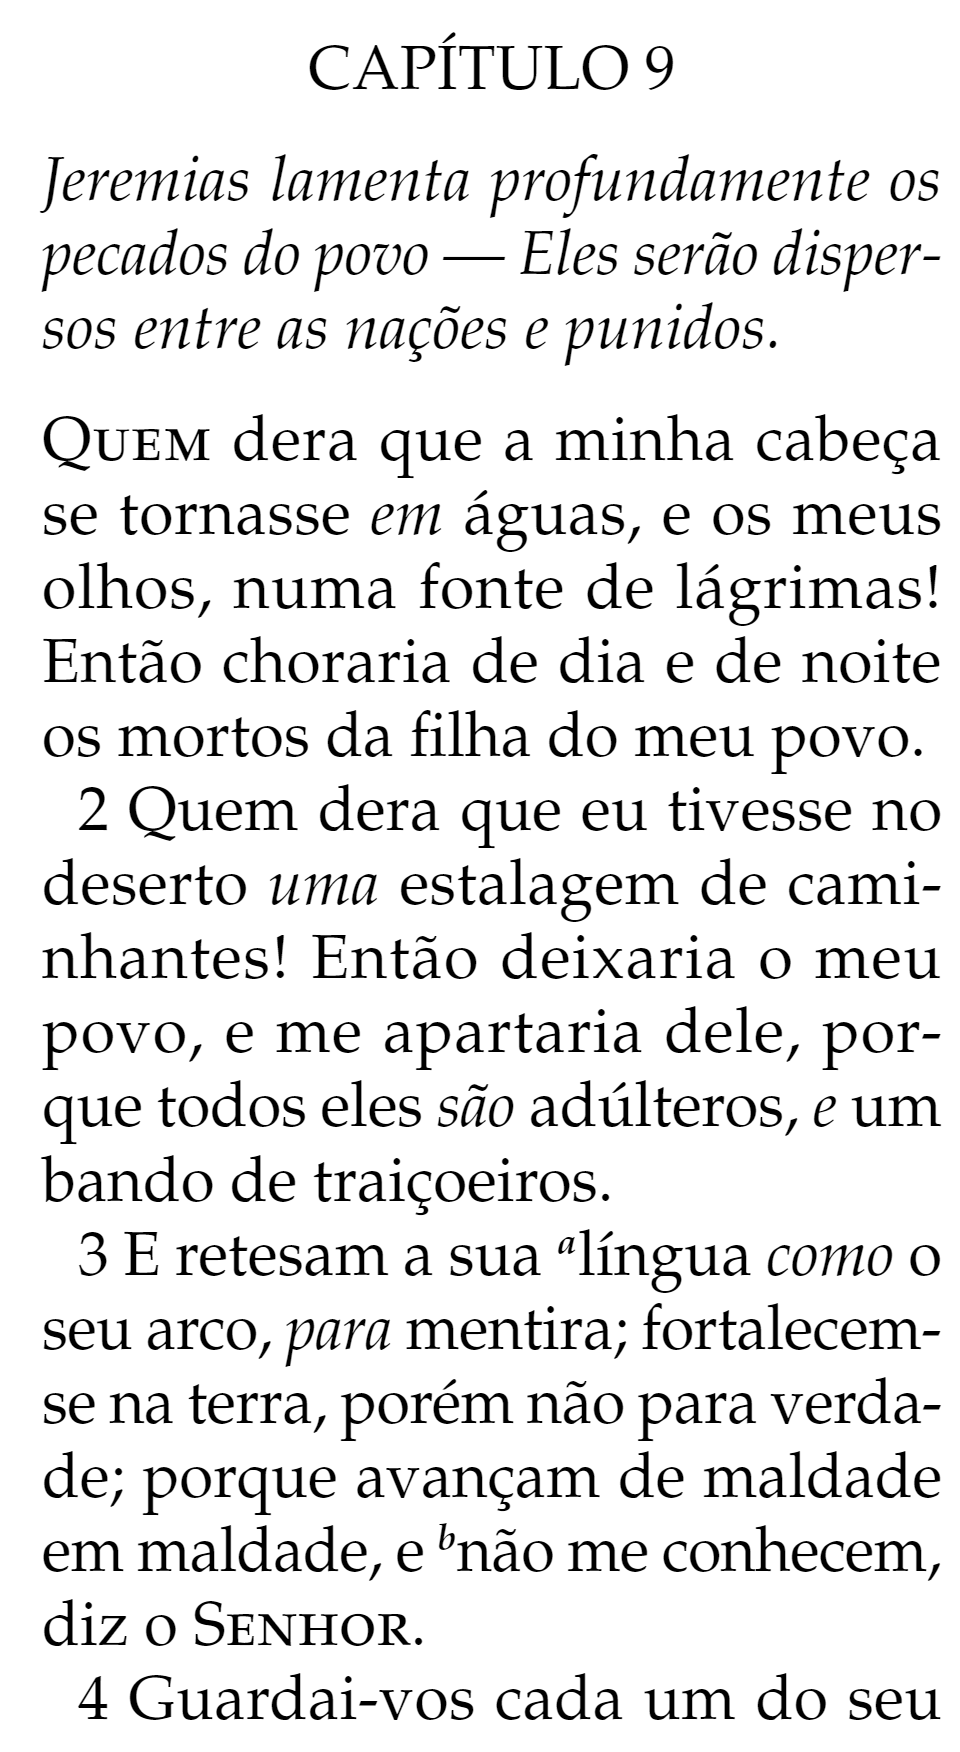 CAPÍTULO 9
Jeremias lamenta profundamente os
pecados do povo — Eles serão disper-
sos entre as nações e punidos.
QUEM dera que a minha cabeça
se tornasse em águas, e os meus
olhos, numa fonte de lágrimas!
Então choraria de dia e de noite
os mortos da filha do meu povo.
2 Quem dera que eu tivesse no
deserto uma estalagem de cami-
nhantes! Então deixaria o meu
povo, e me apartaria dele, por-
que todos eles são adúlteros, e um
bando de traiçoeiros.
3 E retesam a sua ᵃlíngua como o
seu arco, para mentira; fortalecem-
se na terra, porém não para verda-
de; porque avançam de maldade
em maldade, e ᵇnão me conhecem,
diz o SENHOR.
4 Guardai-vos cada um do seu